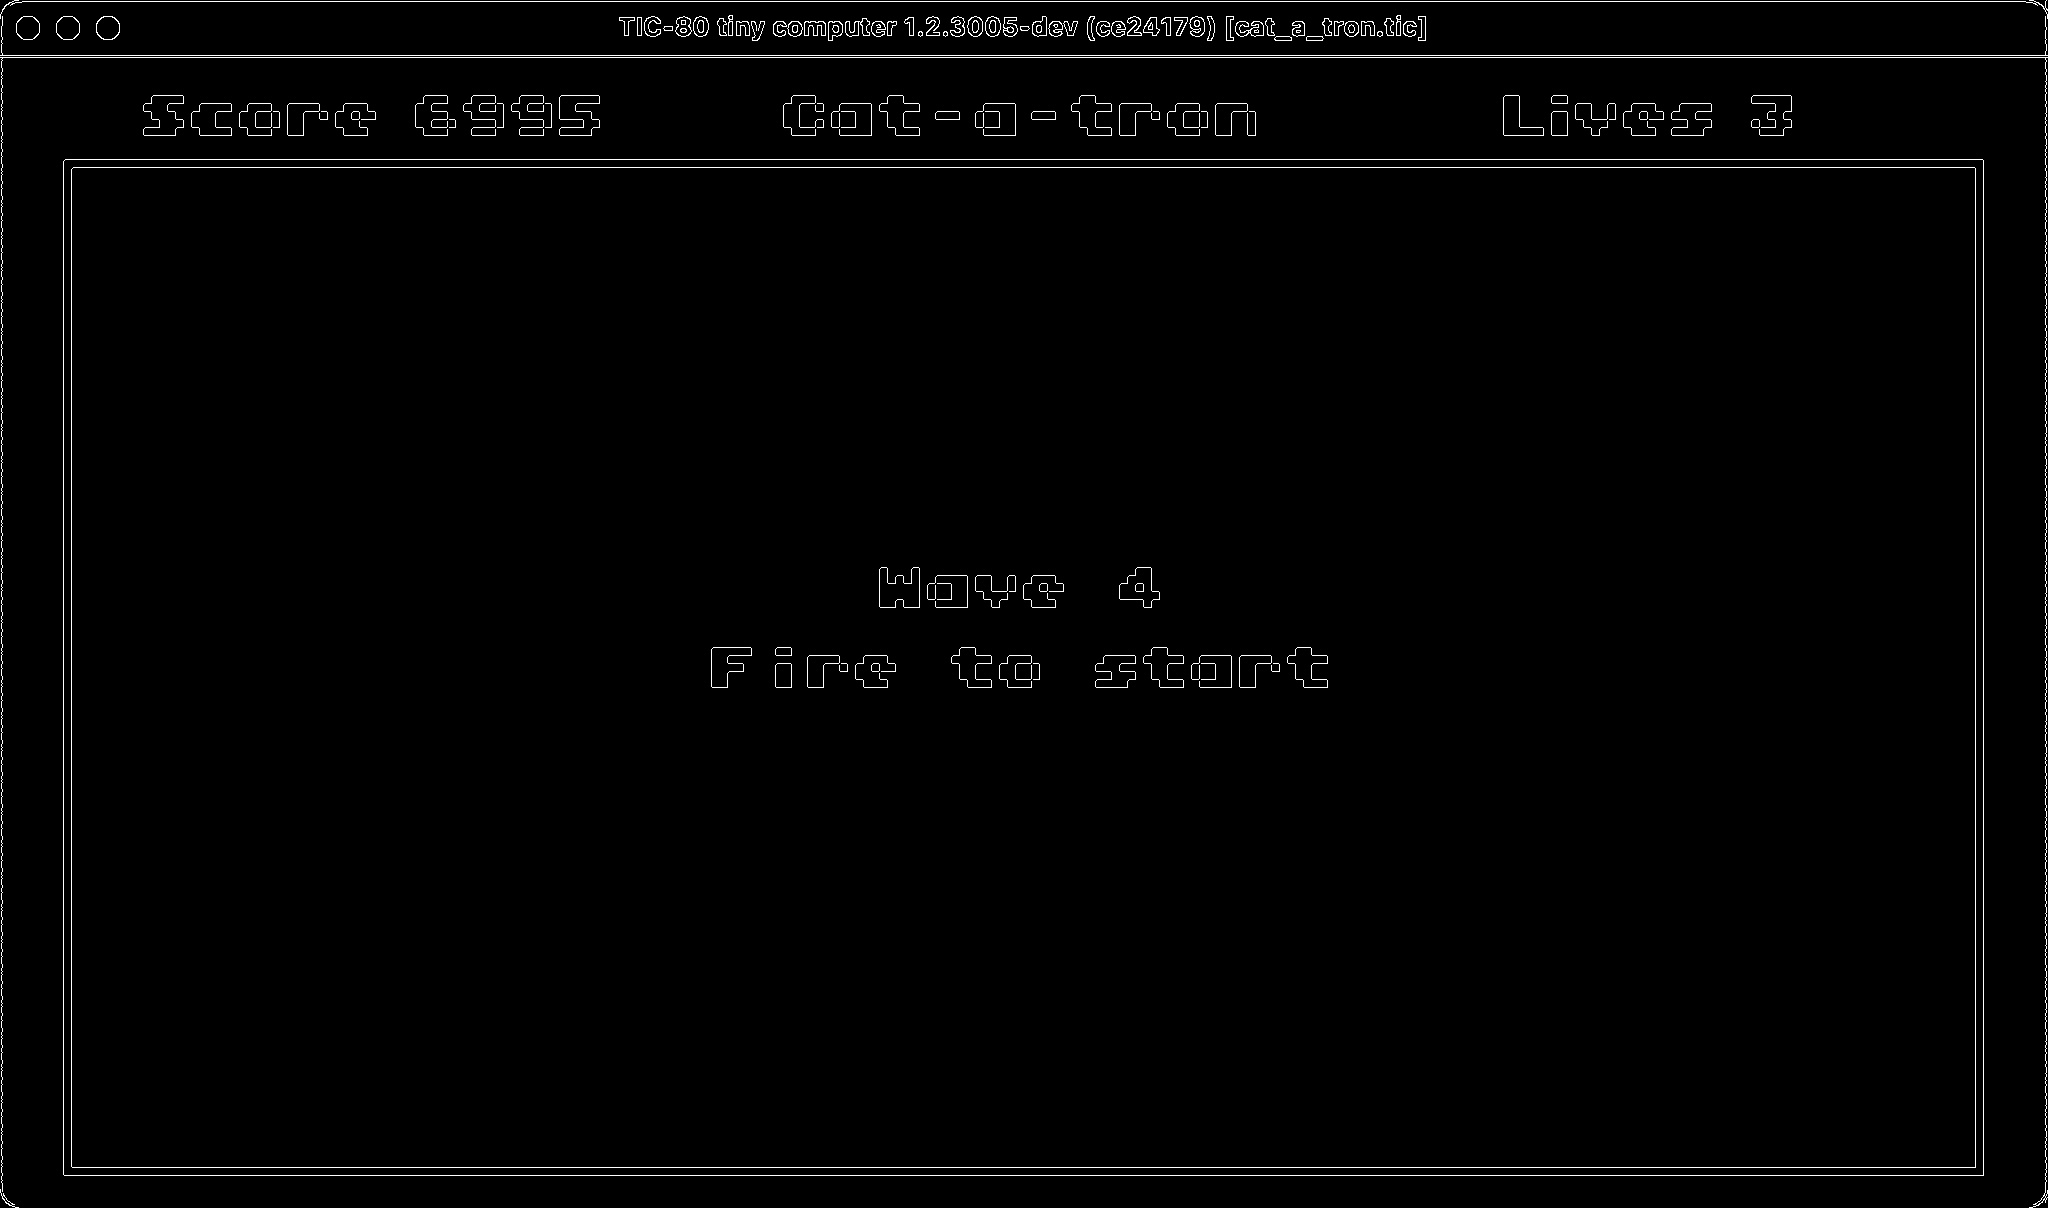 TIC-80 tiny computer 1.2.3005-dev (ce24179) [cat_a_tron.tic]
Score 6995 Cat-a-tron Lives 3
Wave 4
Fire to start